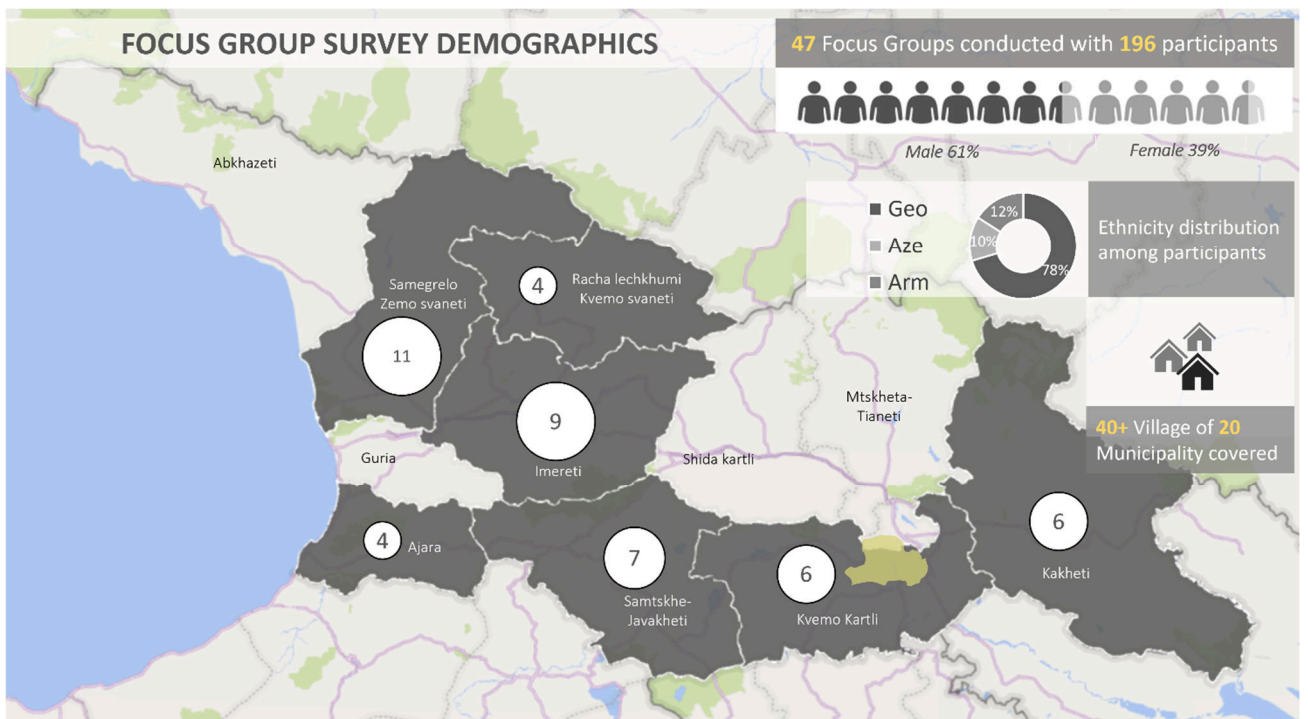 FOCUS GROUP SURVEY DEMOGRAPHICS
47 Focus Groups conducted with 196 participants
Male 61%
Female 39%
Geo
Aze
Arm
12%
10%
78%
Ethnicity distribution
among participants
40+ Village of 20
Municipality covered
Abkhazeti
Samegrelo
Zemo svaneti
11
4
Racha lechkhumi
Kvemo svaneti
9
Imereti
Guria
Shida kartli
Mtskheta-
Tianeti
4
Ajara
7
Samtskhe-
Javakheti
6
Kvemo Kartli
6
Kakheti